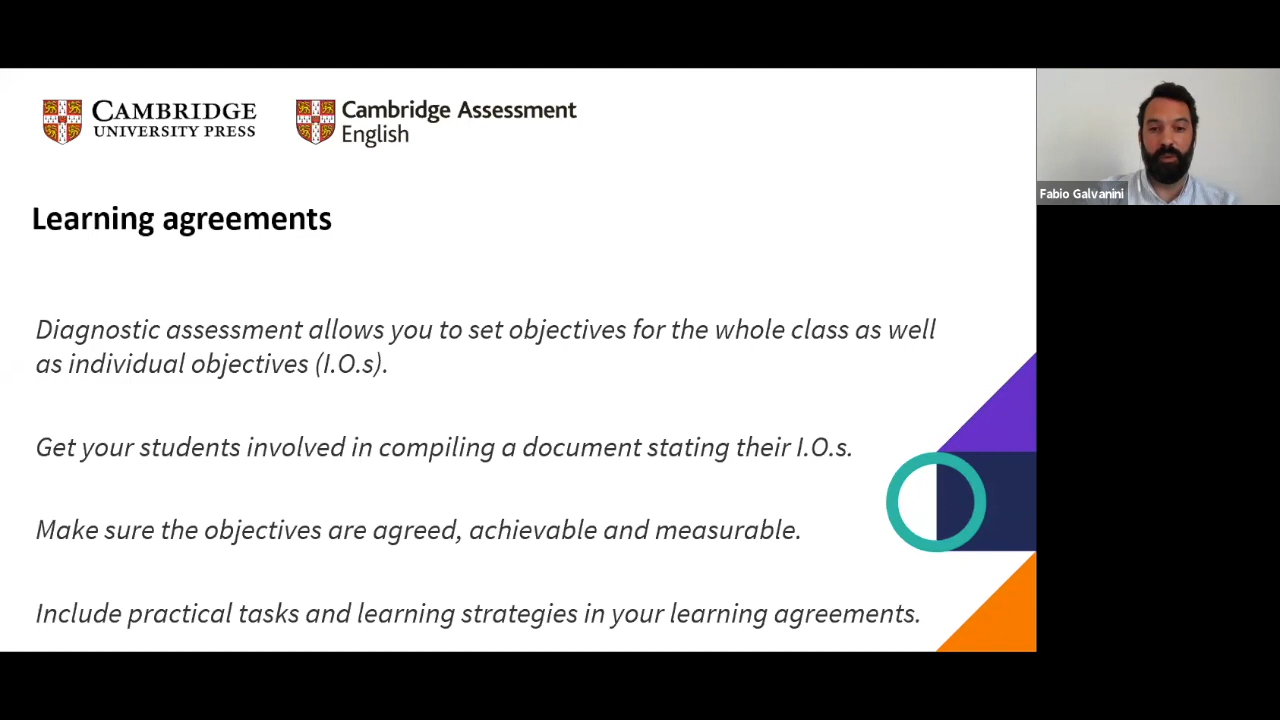 CAMBRIDGE
UNIVERSITY PRESS
Cambridge Assessment
English
Fabio Galvanini
Learning agreements
Diagnostic assessment allows you to set objectives for the whole class as well
as individual objectives (I.O.s).
Get your students involved in compiling a document stating their I.O.s.
Make sure the objectives are agreed, achievable and measurable.
Include practical tasks and learning strategies in your learning agreements.